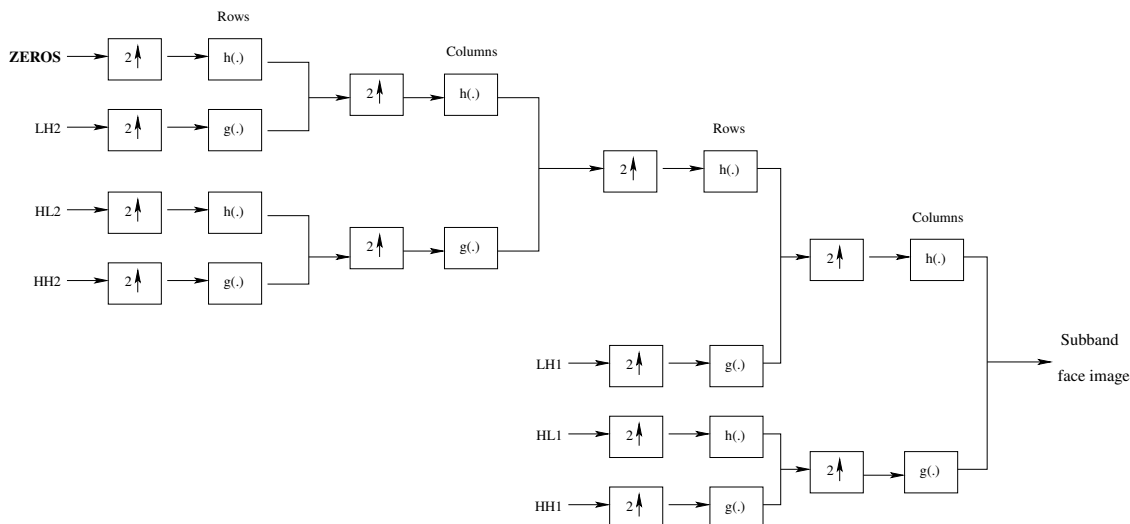 Rows
ZEROS 2 h(.)
Columns
2 h(.)
LH2 2 g(.)
Rows
2 h(.)
HL2 2 h(.)
Columns
2 g(.)
2 h(.)
HH2 2 g(.)
Subband
LH1 2 g(.)
face image
HL1 2 h(.)
2 g(.)
HH1 2 g(.)